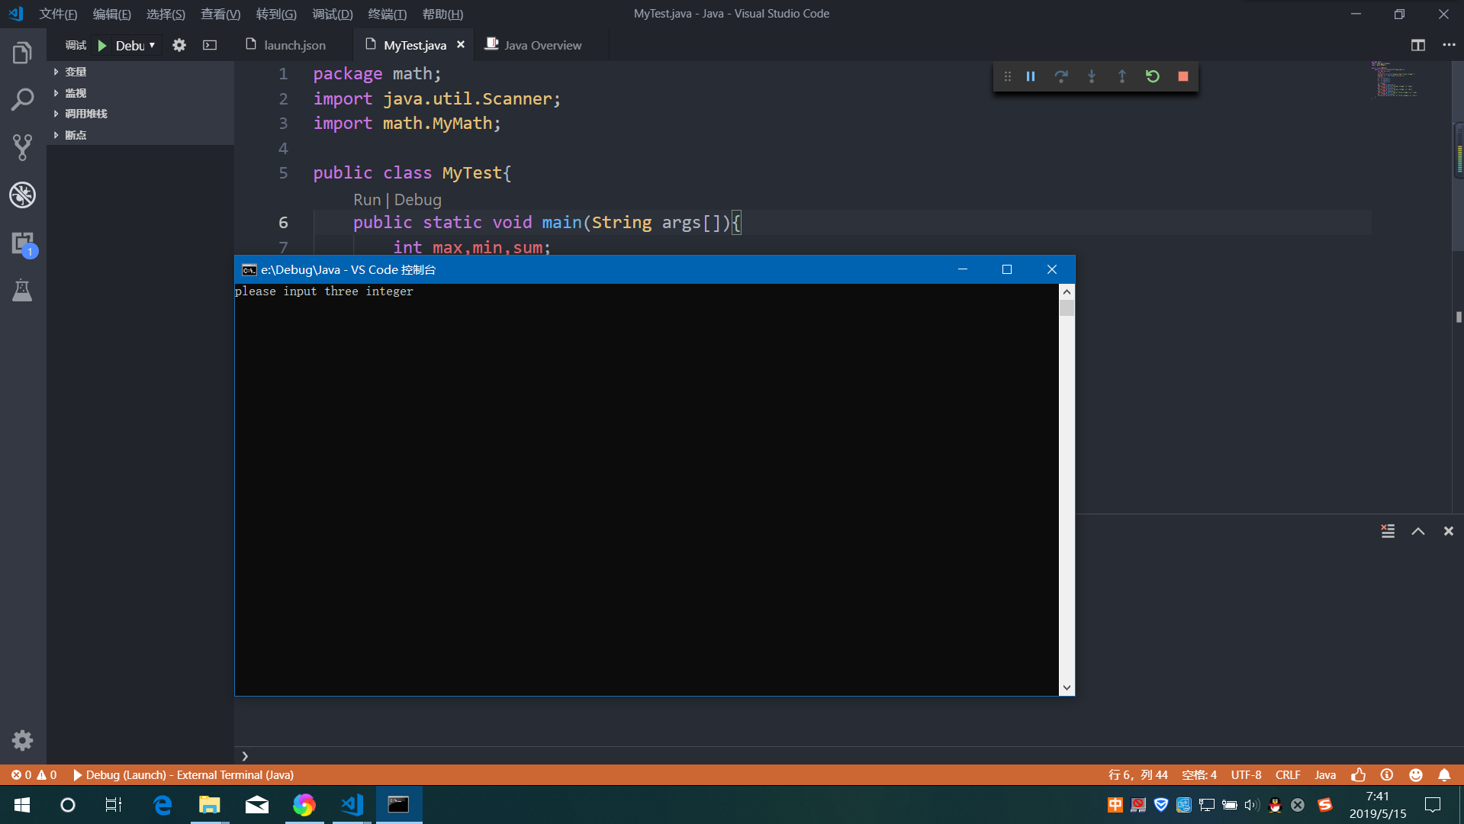 文件(F) 编辑(E) 选择(S) 查看(V) 转到(G) 调试(D) 终端(T) 帮助(H)
MyTest.java - Java - Visual Studio Code
调试 Debu
launch.json MyTest.java Java Overview
变量
监视
调用堆栈
断点
1 package math;
2 import java.util.Scanner;
3 import math.MyMath;
4
5 public class MyTest{
Run | Debug
6 public static void main(String args[]){
7 int max,min,sum;
e:\Debug\Java - VS Code 控制台
please input three integer
1
0 0 Debug (Launch) - External Terminal (Java)
行 6，列 44 空格: 4 UTF-8 CRLF Java
中
7:41
2019/5/15